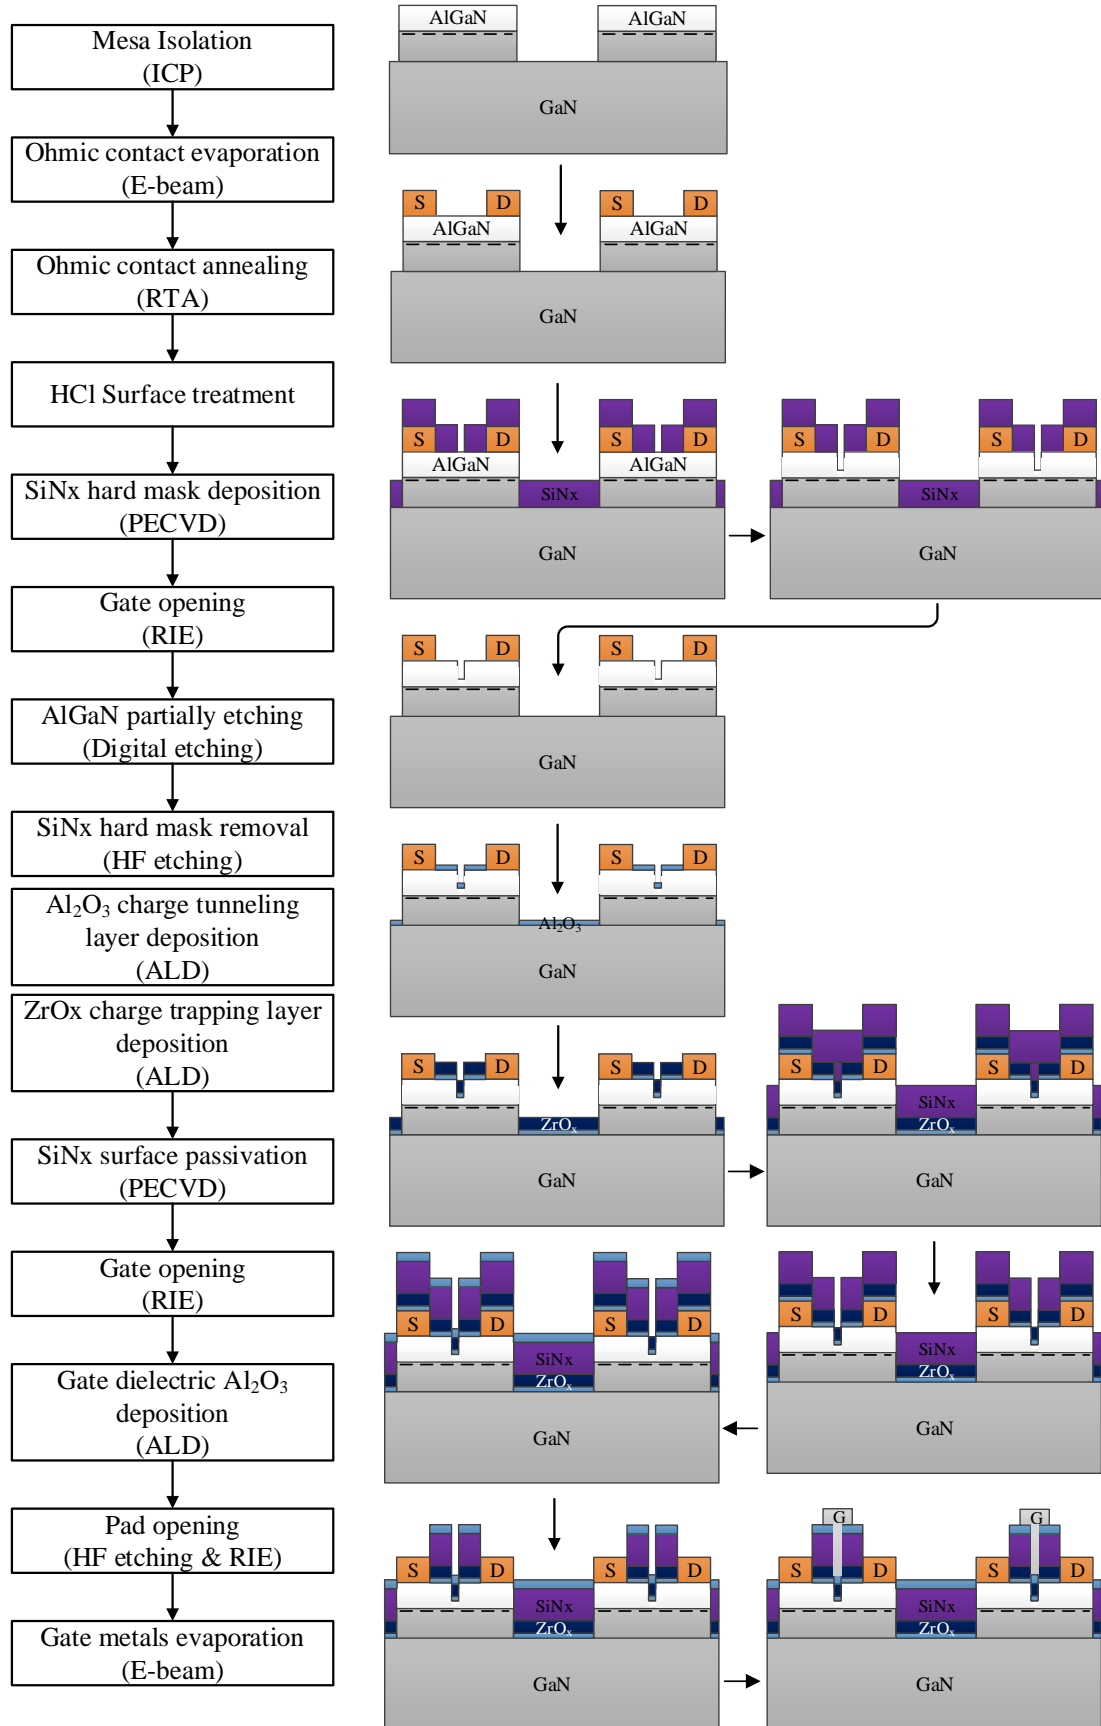 Mesa Isolation
(ICP)
Ohmic contact evaporation
(E-beam)
Ohmic contact annealing
(RTA)
HCl Surface treatment
SiNx hard mask deposition
(PECVD)
Gate opening
(RIE)
AlGaN partially etching
(Digital etching)
SiNx hard mask removal
(HF etching)
Al₂O₃ charge tunneling
layer deposition
(ALD)
ZrOx charge trapping layer
deposition
(ALD)
SiNx surface passivation
(PECVD)
Gate opening
(RIE)
Gate dielectric Al₂O₃
deposition
(ALD)
Pad opening
(HF etching & RIE)
Gate metals evaporation
(E-beam)
AlGaN AlGaN
GaN
S D S D
AlGaN AlGaN
GaN
S D S D
AlGaN AlGaN
SiNx
GaN
S D S D
SiNx
GaN
S D S D
GaN
S D S D
Al₂O₃
GaN
S D S D
ZrOₓ
GaN
S D S D
SiNx
ZrOₓ
GaN
S D S D
SiNx
ZrOₓ
GaN
S D S D
SiNx
ZrOₓ
GaN
S D S D
SiNx
ZrOₓ
GaN
G G
S D S D
SiNx
ZrOₓ
GaN